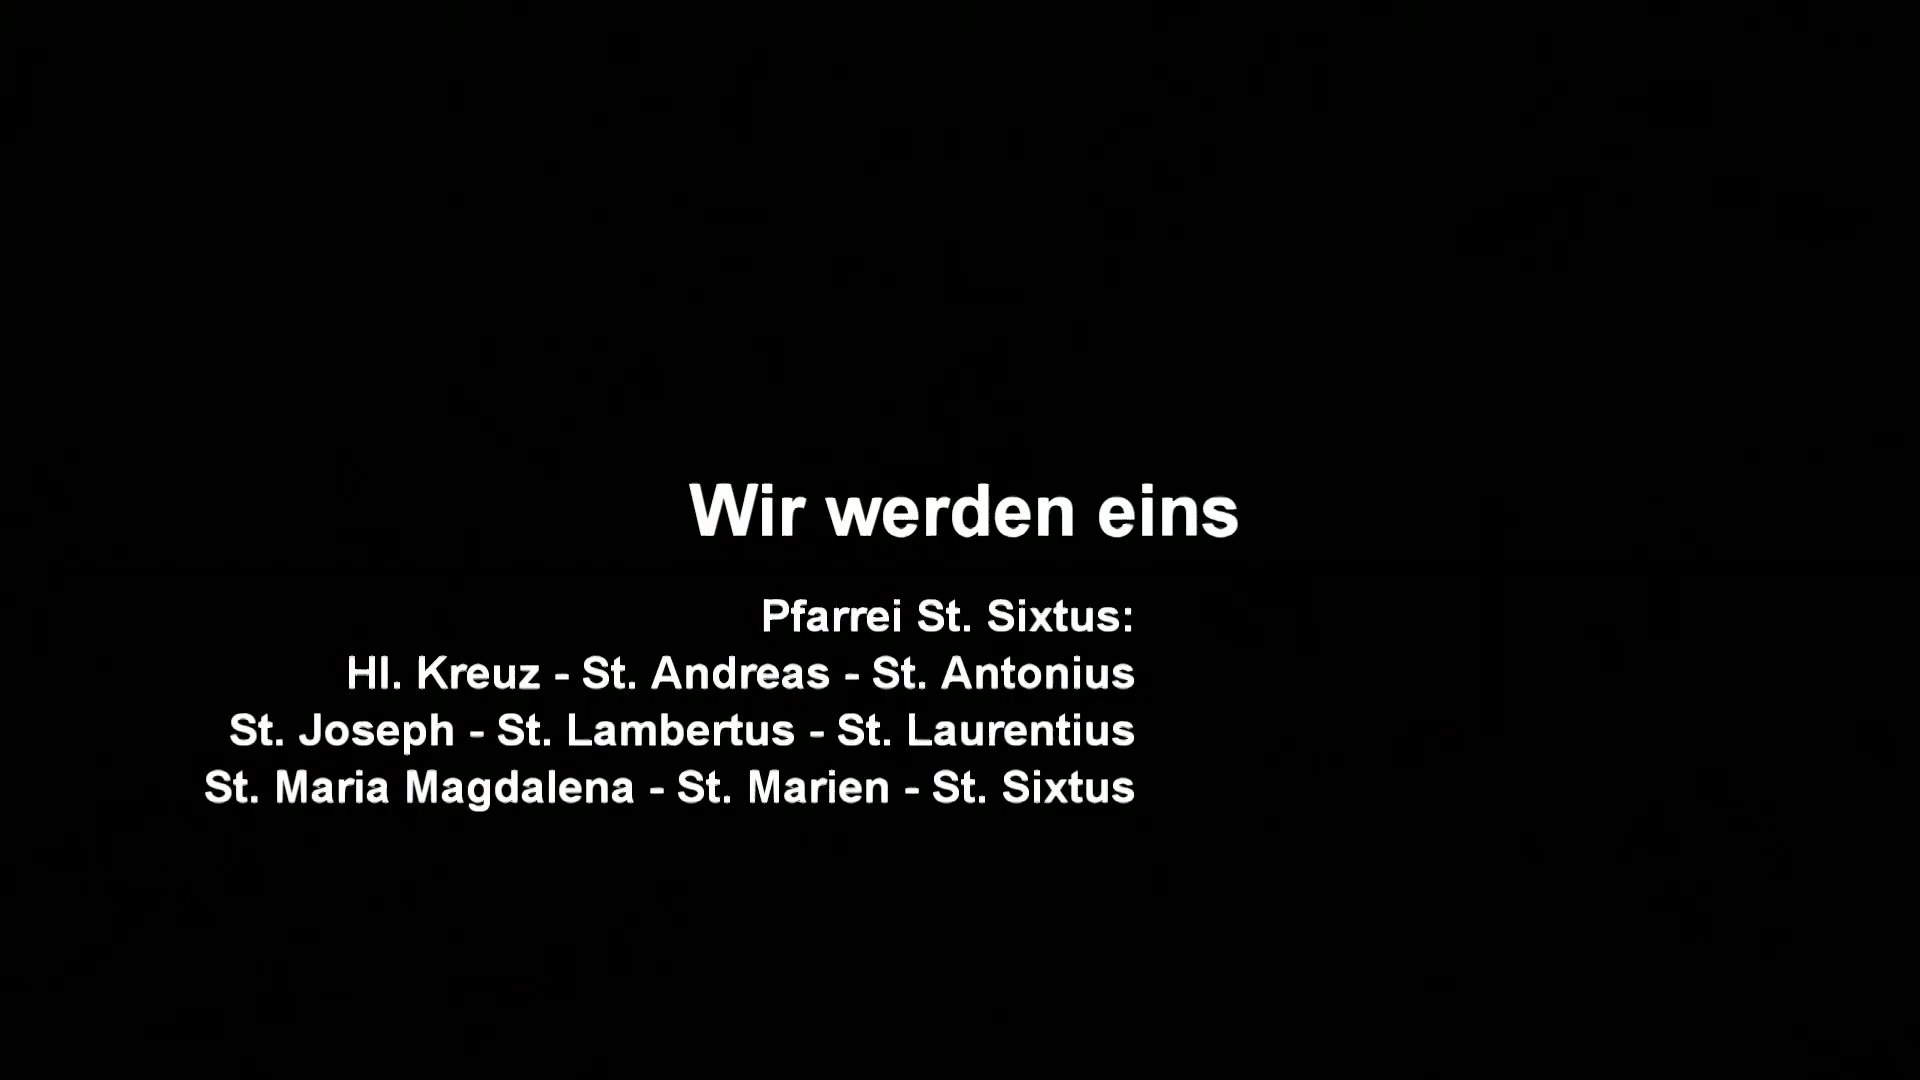 Wir werden eins
Pfarrei St. Sixtus:
Hl. Kreuz - St. Andreas - St. Antonius
St. Joseph - St. Lambertus - St. Laurentius
St. Maria Magdalena - St. Marien - St. Sixtus